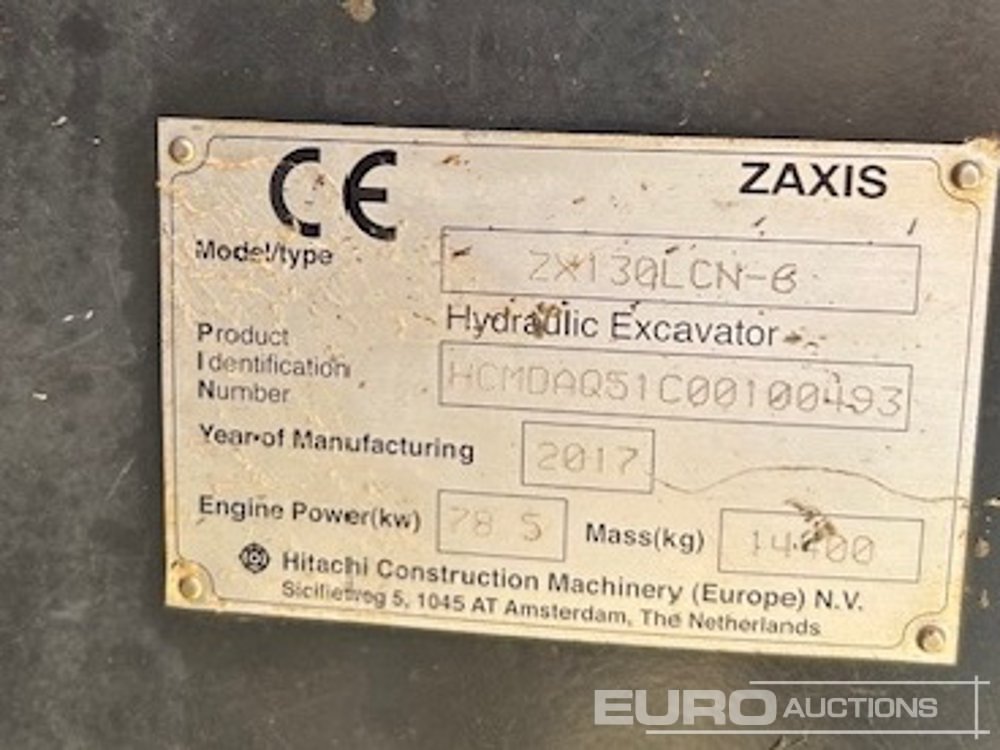 CE ZAXIS
Model/type ZX130LCN-6
Hydraulic Excavator
Product
Identification HCMDAQ51C00100493
Number
Year of Manufacturing 2017
Engine Power(kw) 78.5 Mass(kg) 14400
Hitachi Construction Machinery (Europe) N.V.
Sicilieweg 5, 1045 AT Amsterdam, The Netherlands
EURO AUCTIONS